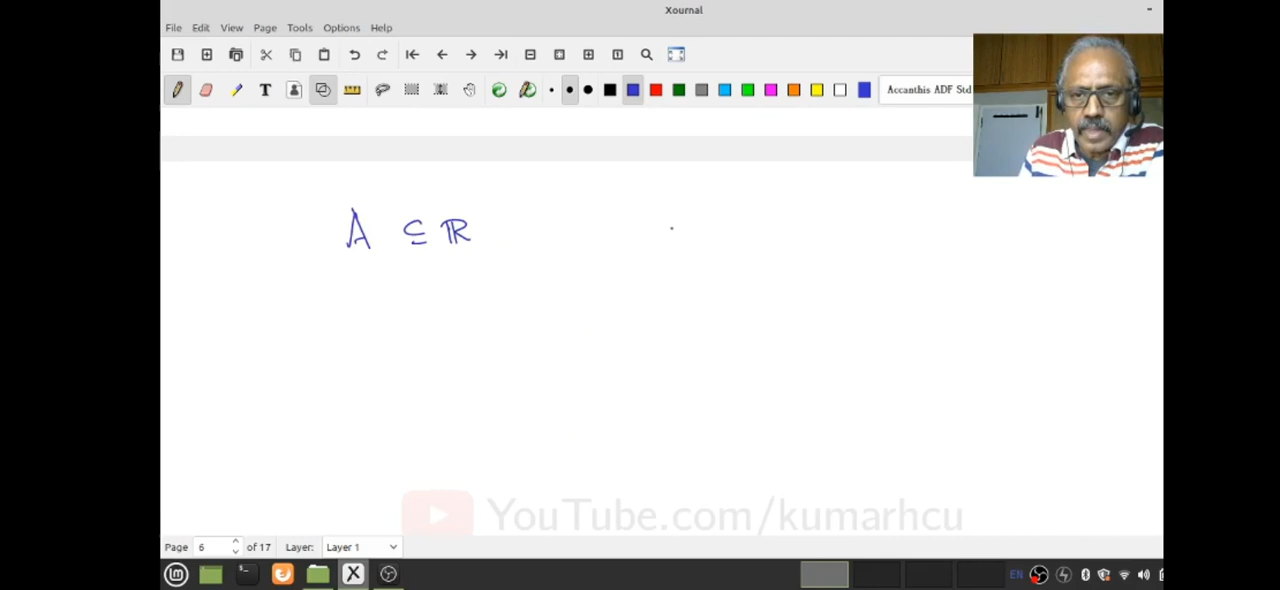 Xournal
File Edit View Page Tools Options Help
Accanthis ADF Std
A ⊆ ℝ
YouTube.com/kumarhcu
Page 6 of 17 Layer: Layer 1
EN